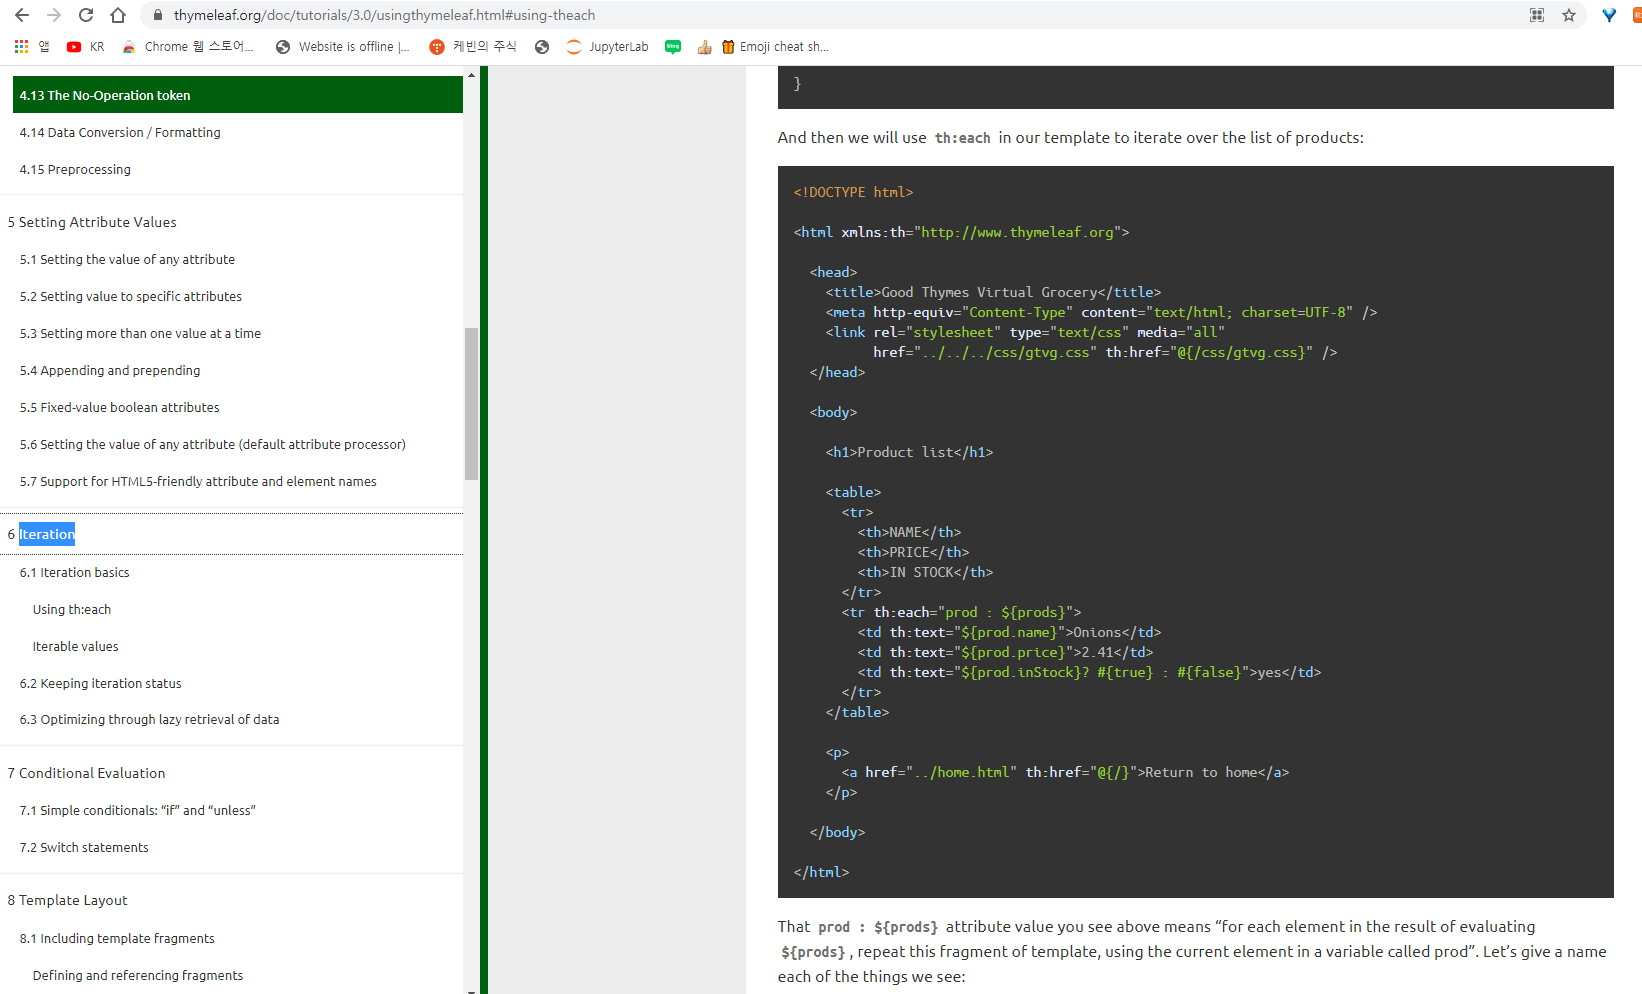 thymeleaf.org/doc/tutorials/3.0/usingthymeleaf.html#using-theach
앱 KR Chrome 웹 스토어... Website is offline |... 케빈의 주식 JupyterLab blog Emoji cheat sh...
4.13 The No-Operation token
4.14 Data Conversion / Formatting
4.15 Preprocessing
5 Setting Attribute Values
5.1 Setting the value of any attribute
5.2 Setting value to specific attributes
5.3 Setting more than one value at a time
5.4 Appending and prepending
5.5 Fixed-value boolean attributes
5.6 Setting the value of any attribute (default attribute processor)
5.7 Support for HTML5-friendly attribute and element names
6 Iteration
6.1 Iteration basics
Using th:each
Iterable values
6.2 Keeping iteration status
6.3 Optimizing through lazy retrieval of data
7 Conditional Evaluation
7.1 Simple conditionals: “if” and “unless”
7.2 Switch statements
8 Template Layout
8.1 Including template fragments
Defining and referencing fragments
}
And then we will use th:each in our template to iterate over the list of products:
<!DOCTYPE html>
<html xmlns:th="http://www.thymeleaf.org">
<head>
<title>Good Thymes Virtual Grocery</title>
<meta http-equiv="Content-Type" content="text/html; charset=UTF-8" />
<link rel="stylesheet" type="text/css" media="all"
href="../../../css/gtvg.css" th:href="@{/css/gtvg.css}" />
</head>
<body>
<h1>Product list</h1>
<table>
<tr>
<th>NAME</th>
<th>PRICE</th>
<th>IN STOCK</th>
</tr>
<tr th:each="prod : ${prods}">
<td th:text="${prod.name}">Onions</td>
<td th:text="${prod.price}">2.41</td>
<td th:text="${prod.inStock}? #{true} : #{false}">yes</td>
</tr>
</table>
<p>
<a href="../home.html" th:href="@{/}">Return to home</a>
</p>
</body>
</html>
That prod : ${prods} attribute value you see above means “for each element in the result of evaluating
${prods}, repeat this fragment of template, using the current element in a variable called prod”. Let’s give a name
each of the things we see: